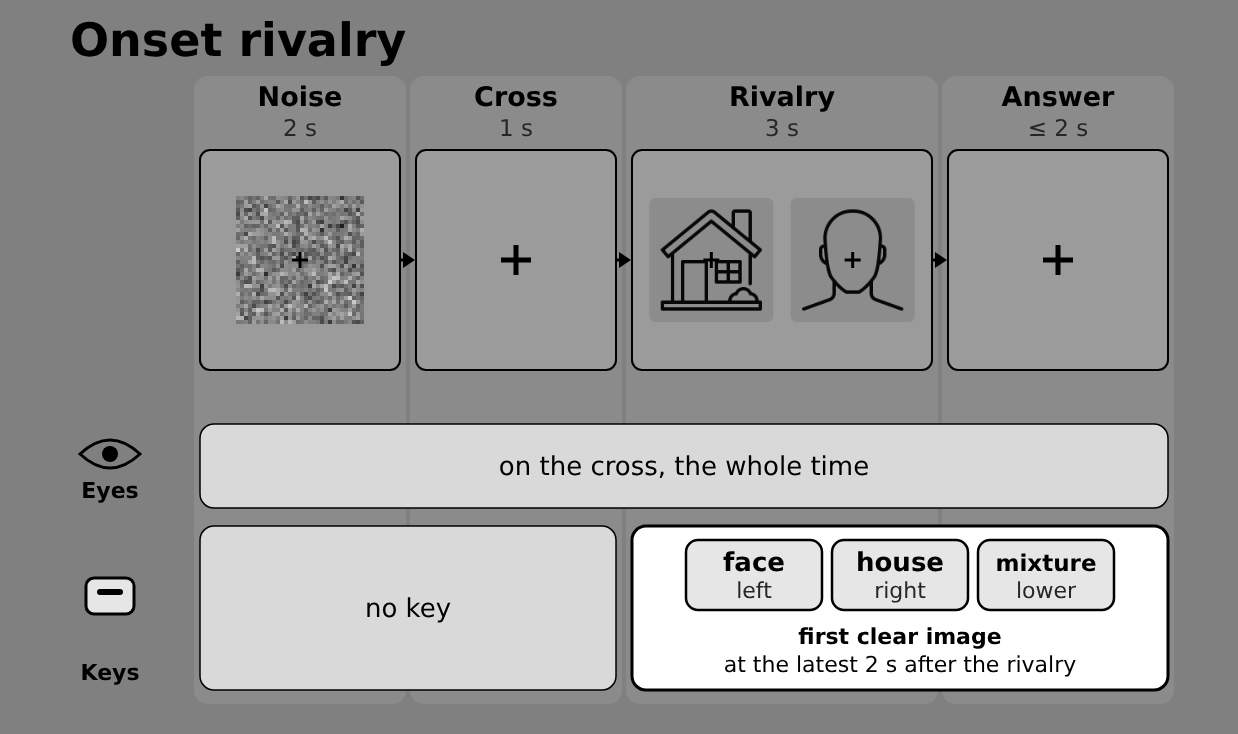 Onset rivalry
Noise
2 s
Cross
1 s
Rivalry
3 s
Answer
≤ 2 s
Eyes
on the cross, the whole time
Keys
no key
face
left
house
right
mixture
lower
first clear image
at the latest 2 s after the rivalry